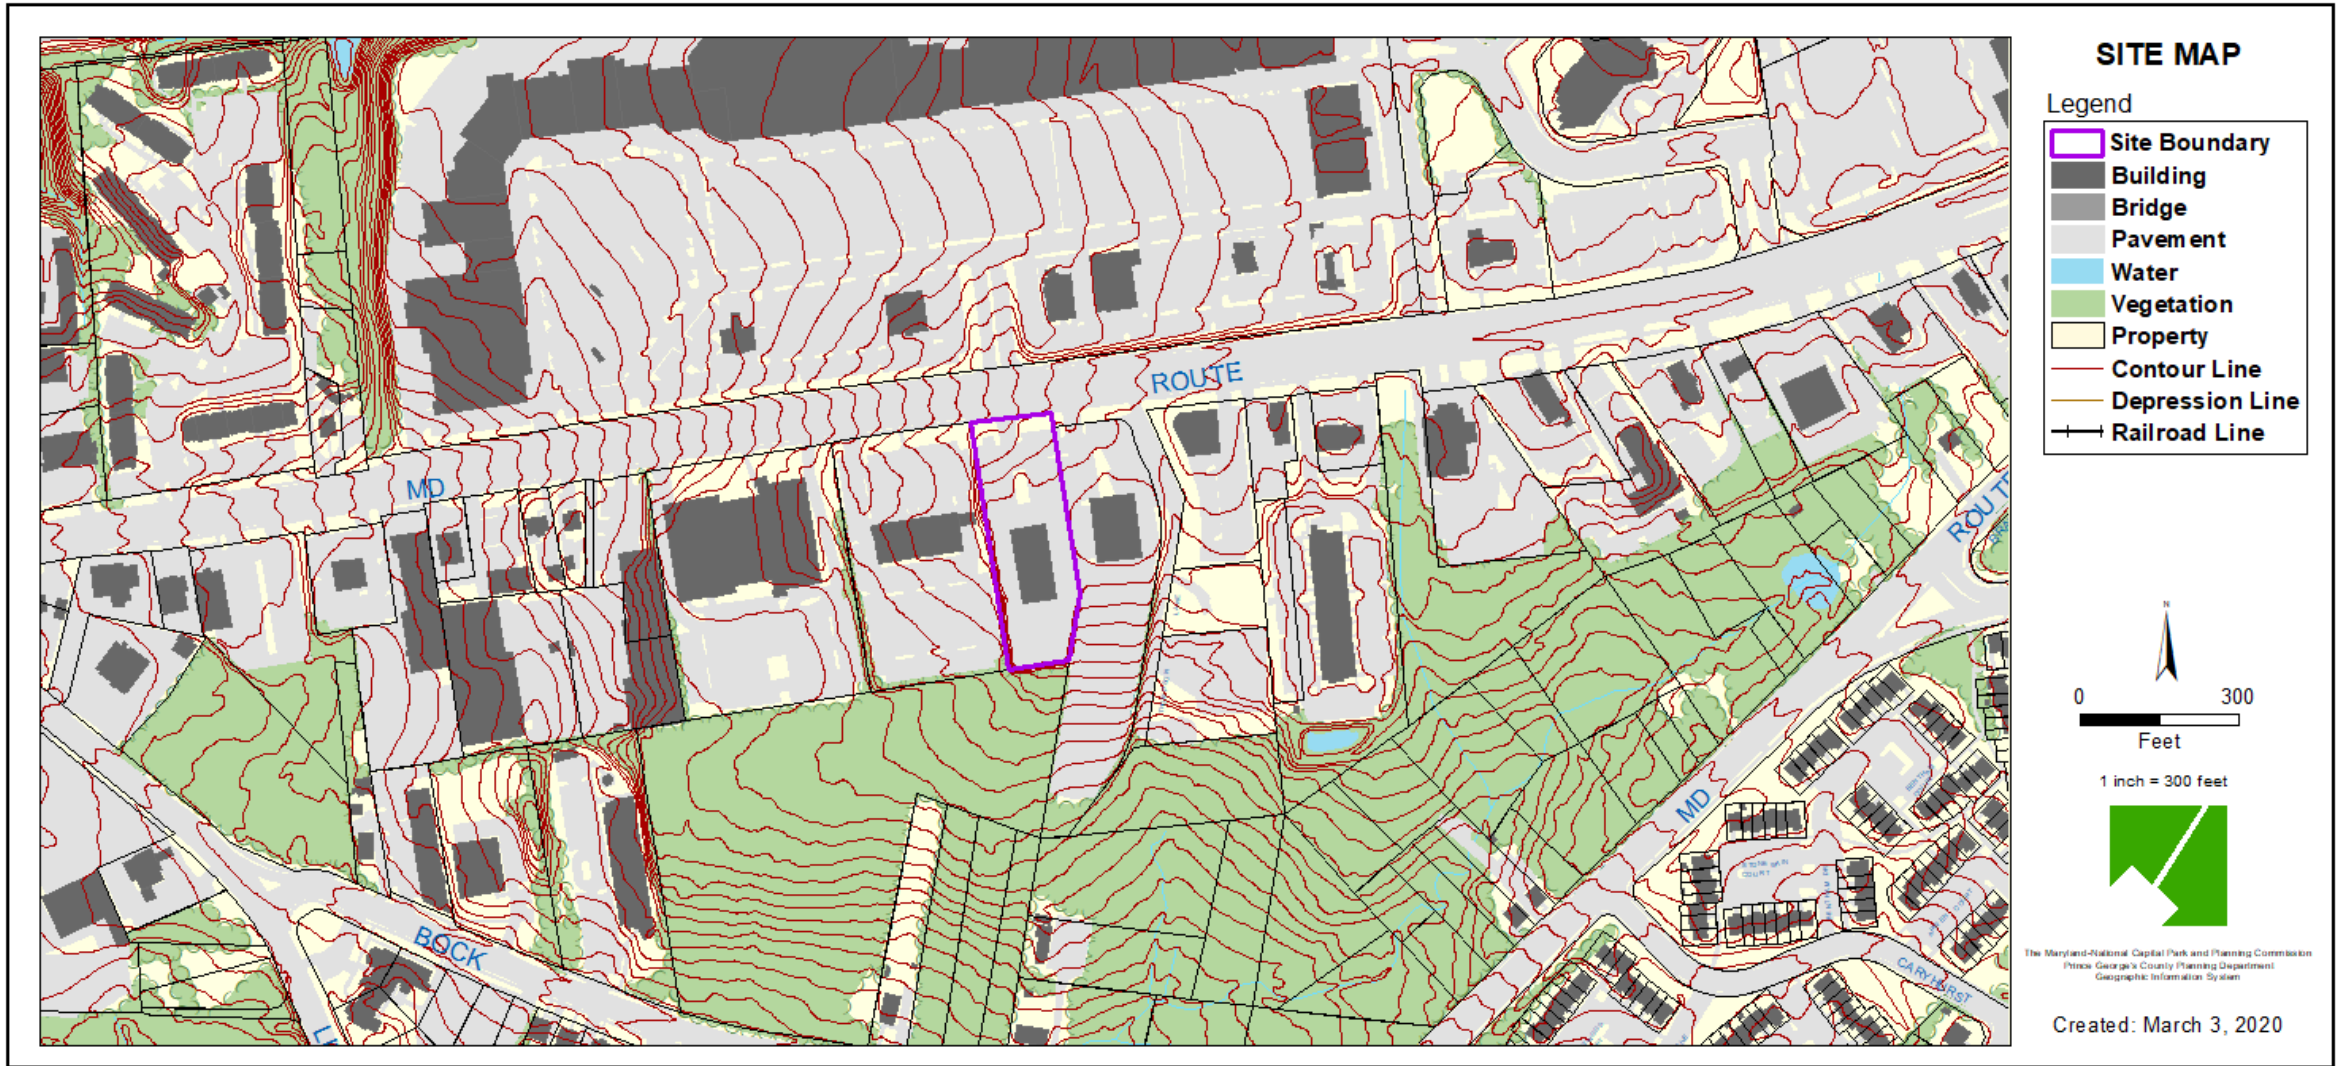 SITE MAP
Legend
Site Boundary
Building
Bridge
Pavement
Water
Vegetation
Property
Contour Line
Depression Line
Railroad Line
ROUTE
MD
ROUTE
N
0 300
Feet
1 inch = 300 feet
MD
BOCK
CARYHURST
COURT
The Maryland-National Capital Park and Planning Commission
Prince George's County Planning Department
Geographic Information System
Created: March 3, 2020